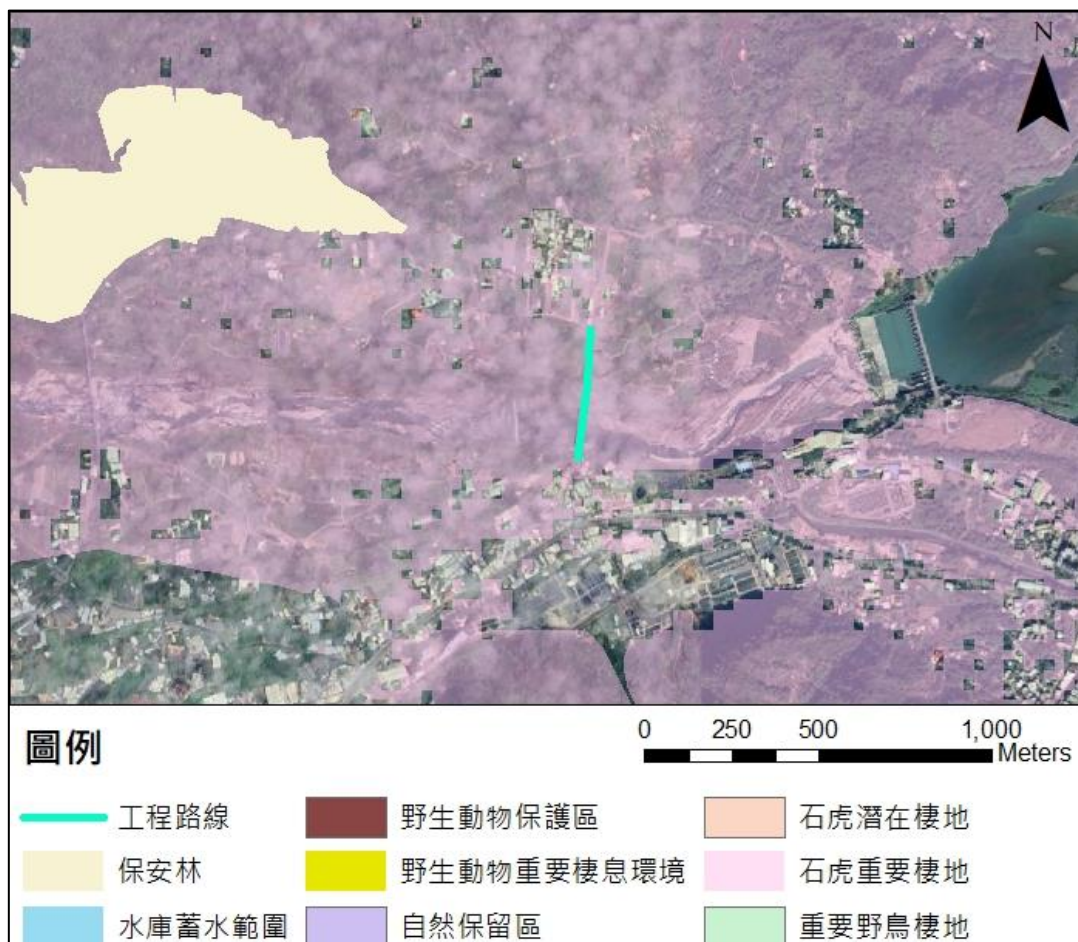 N
圖例
0 250 500 1,000
Meters
工程路線 野生動物保護區 石虎潛在棲地
保安林 野生動物重要棲息環境 石虎重要棲地
水庫蓄水範圍 自然保留區 重要野鳥棲地